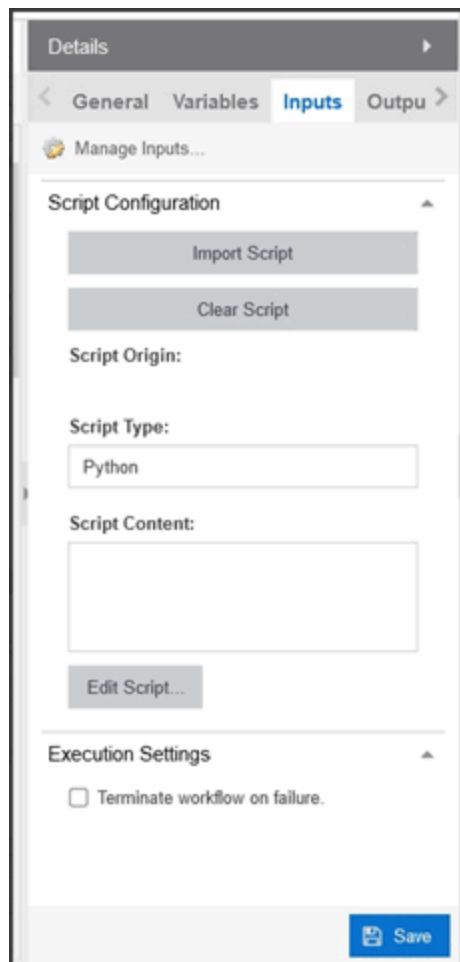 Details
General Variables Inputs Outpu
Manage Inputs...
Script Configuration
Import Script
Clear Script
Script Origin:
Script Type:
Python
Script Content:
Edit Script...
Execution Settings
Terminate workflow on failure.
Save